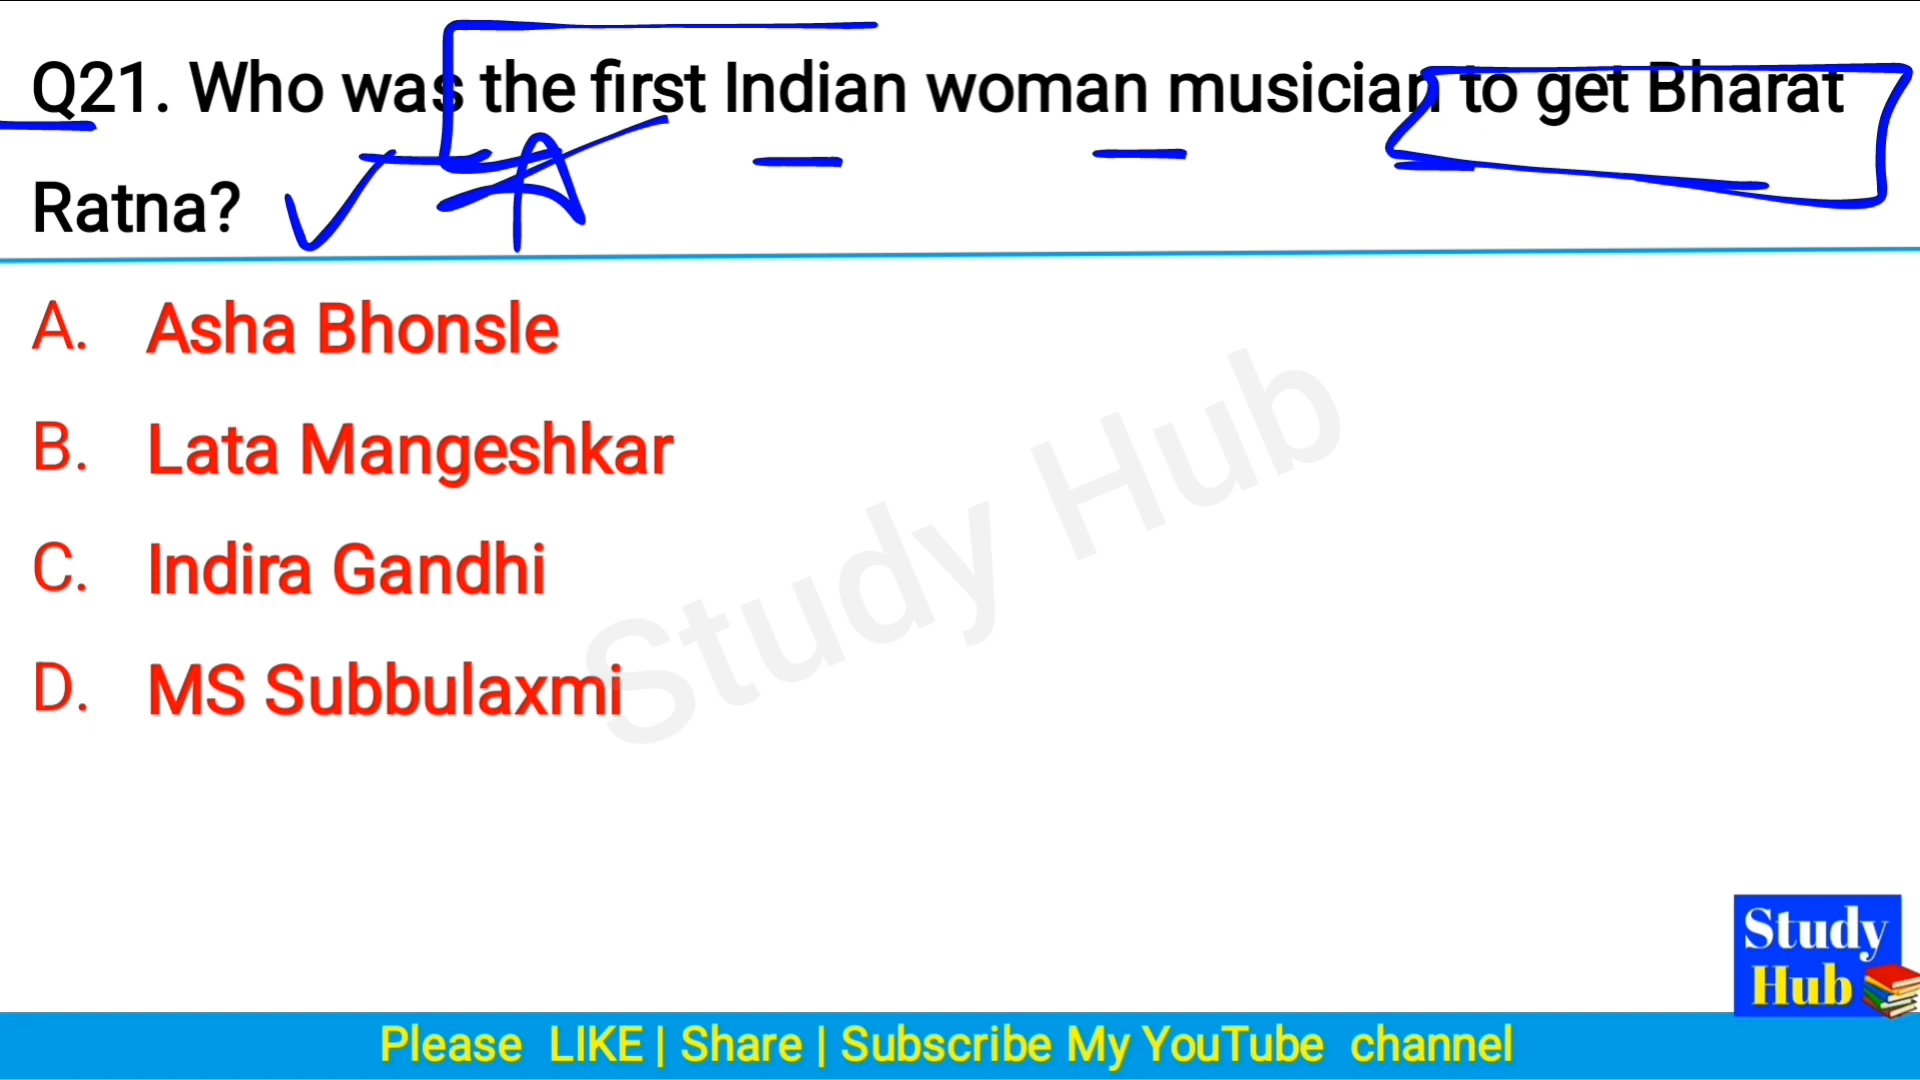 Q21. Who was the first Indian woman musician to get Bharat
Ratna?
A. Asha Bhonsle
B. Lata Mangeshkar
C. Indira Gandhi
D. MS Subbulaxmi
Study Hub
Study
Hub
Please LIKE | Share | Subscribe My YouTube channel